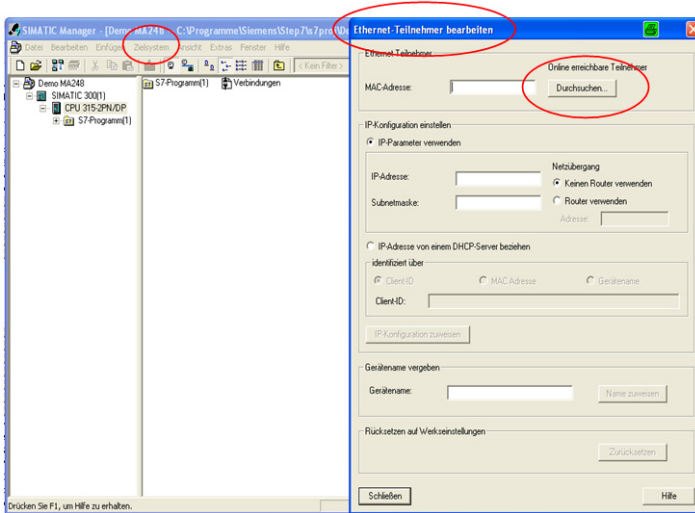 SIMATIC Manager - [Demo MA248 - C:\Programme\Siemens\Step7\s7proj\De
Datei Bearbeiten Einfügen Zielsystem Ansicht Extras Fenster Hilfe
< Kein Filter >
Demo MA248
SIMATIC 300(1)
CPU 315-2PN/DP
S7-Programm(1)
S7-Programm(1) Verbindungen
Drücken Sie F1, um Hilfe zu erhalten.
Ethernet-Teilnehmer bearbeiten
Ethernet Teilnehmer
Online erreichbare Teilnehmer
MAC-Adresse: Durchsuchen...
IP-Konfiguration einstellen
IP-Parameter verwenden
Netzübergang
IP-Adresse: Keinen Router verwenden
Subnetmaske: Router verwenden
Adresse:
IP-Adresse von einem DHCP-Server beziehen
identifiziert über
Client-ID MAC-Adresse Gerätename
Client-ID:
IP-Konfiguration zuweisen
Gerätename vergeben
Gerätename: Name zuweisen
Rücksetzen auf Werkseinstellungen
Zurücksetzen
Schließen Hilfe